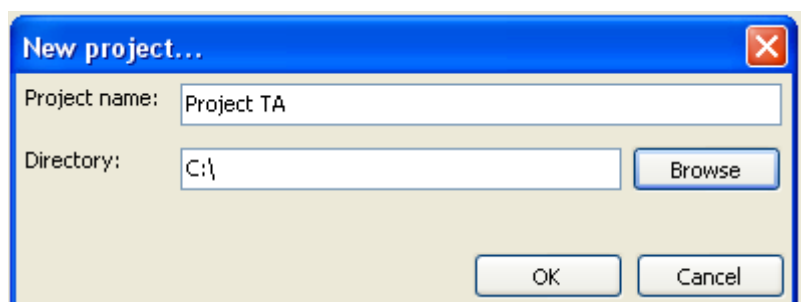 New project...
Project name: Project TA
Directory: C:\ Browse
OK Cancel